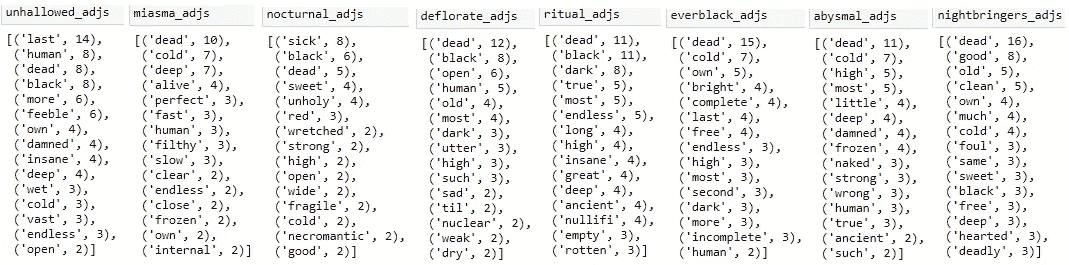 unhallowed_adjs
[('last', 14),
('human', 8),
('dead', 8),
('black', 8),
('more', 6),
('feeble', 6),
('own', 4),
('damned', 4),
('insane', 4),
('deep', 4),
('wet', 3),
('cold', 3),
('vast', 3),
('endless', 3),
('open', 2)]
miasma_adjs
[('dead', 10),
('cold', 7),
('deep', 7),
('alive', 4),
('perfect', 3),
('fast', 3),
('human', 3),
('filthy', 3),
('slow', 3),
('clear', 2),
('endless', 2),
('close', 2),
('frozen', 2),
('own', 2),
('internal', 2)]
nocturnal_adjs
[('sick', 8),
('black', 6),
('dead', 5),
('sweet', 4),
('unholy', 4),
('red', 3),
('wretched', 2),
('strong', 2),
('high', 2),
('open', 2),
('wide', 2),
('fragile', 2),
('cold', 2),
('necromantic', 2),
('good', 2)]
deflorate_adjs
[('dead', 12),
('black', 8),
('open', 6),
('human', 5),
('old', 4),
('most', 4),
('dark', 3),
('utter', 3),
('high', 3),
('such', 3),
('sad', 2),
('til', 2),
('nuclear', 2),
('weak', 2),
('dry', 2)]
ritual_adjs
[('dead', 11),
('black', 11),
('dark', 8),
('true', 5),
('most', 5),
('endless', 5),
('long', 4),
('high', 4),
('insane', 4),
('great', 4),
('deep', 4),
('ancient', 4),
('nullifi', 4),
('empty', 3),
('rotten', 3)]
everblack_adjs
[('dead', 15),
('cold', 7),
('own', 5),
('bright', 4),
('complete', 4),
('last', 4),
('free', 4),
('endless', 3),
('high', 3),
('most', 3),
('second', 3),
('dark', 3),
('more', 3),
('incomplete', 3),
('human', 2)]
abysmal_adjs
[('dead', 11),
('cold', 7),
('high', 5),
('most', 5),
('little', 4),
('deep', 4),
('damned', 4),
('frozen', 4),
('naked', 3),
('strong', 3),
('wrong', 3),
('human', 3),
('true', 3),
('ancient', 2),
('such', 2)]
nightbringers_adjs
[('dead', 16),
('good', 8),
('old', 5),
('clean', 5),
('own', 4),
('much', 4),
('cold', 4),
('foul', 3),
('same', 3),
('sweet', 3),
('black', 3),
('free', 3),
('deep', 3),
('hearted', 3),
('deadly', 3)]